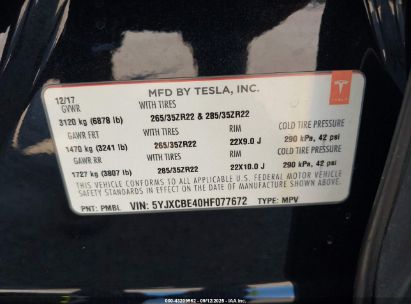 MFD BY TESLA, INC.
12/17
GVWR WITH TIRES
3120 kg (6878 lb) 265/35ZR22 & 285/35ZR22
GAWR FRT WITH TIRES RIM COLD TIRE PRESSURE
1470 kg (3241 lb) 265/35ZR22 22X9.0 J 290 kPa, 42 psi
GAWR RR WITH TIRES RIM COLD TIRE PRESSURE
1727 kg (3807 lb) 285/35ZR22 22X10.0 J 290 kPa, 42 psi
THIS VEHICLE CONFORMS TO ALL APPLICABLE FEDERAL MOTOR VEHICLE
SAFETY STANDARDS IN EFFECT ON THE DATE OF MANUFACTURE SHOWN ABOVE.
PNT: PMBL VIN: 5YJXCBE40HF077672 TYPE: MPV
TESLA